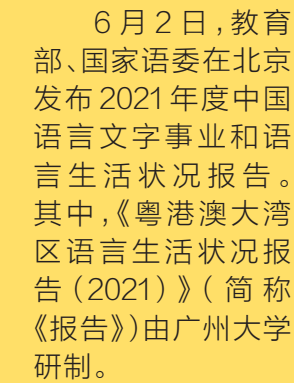 6月2日,教育
部、国家语委在北京
发布2021年度中国
语言文字事业和语
言生活状况报告。
其中,《粤港澳大湾
区语言生活状况报
告(2021)》(简称
《报告》)由广州大学
研制。